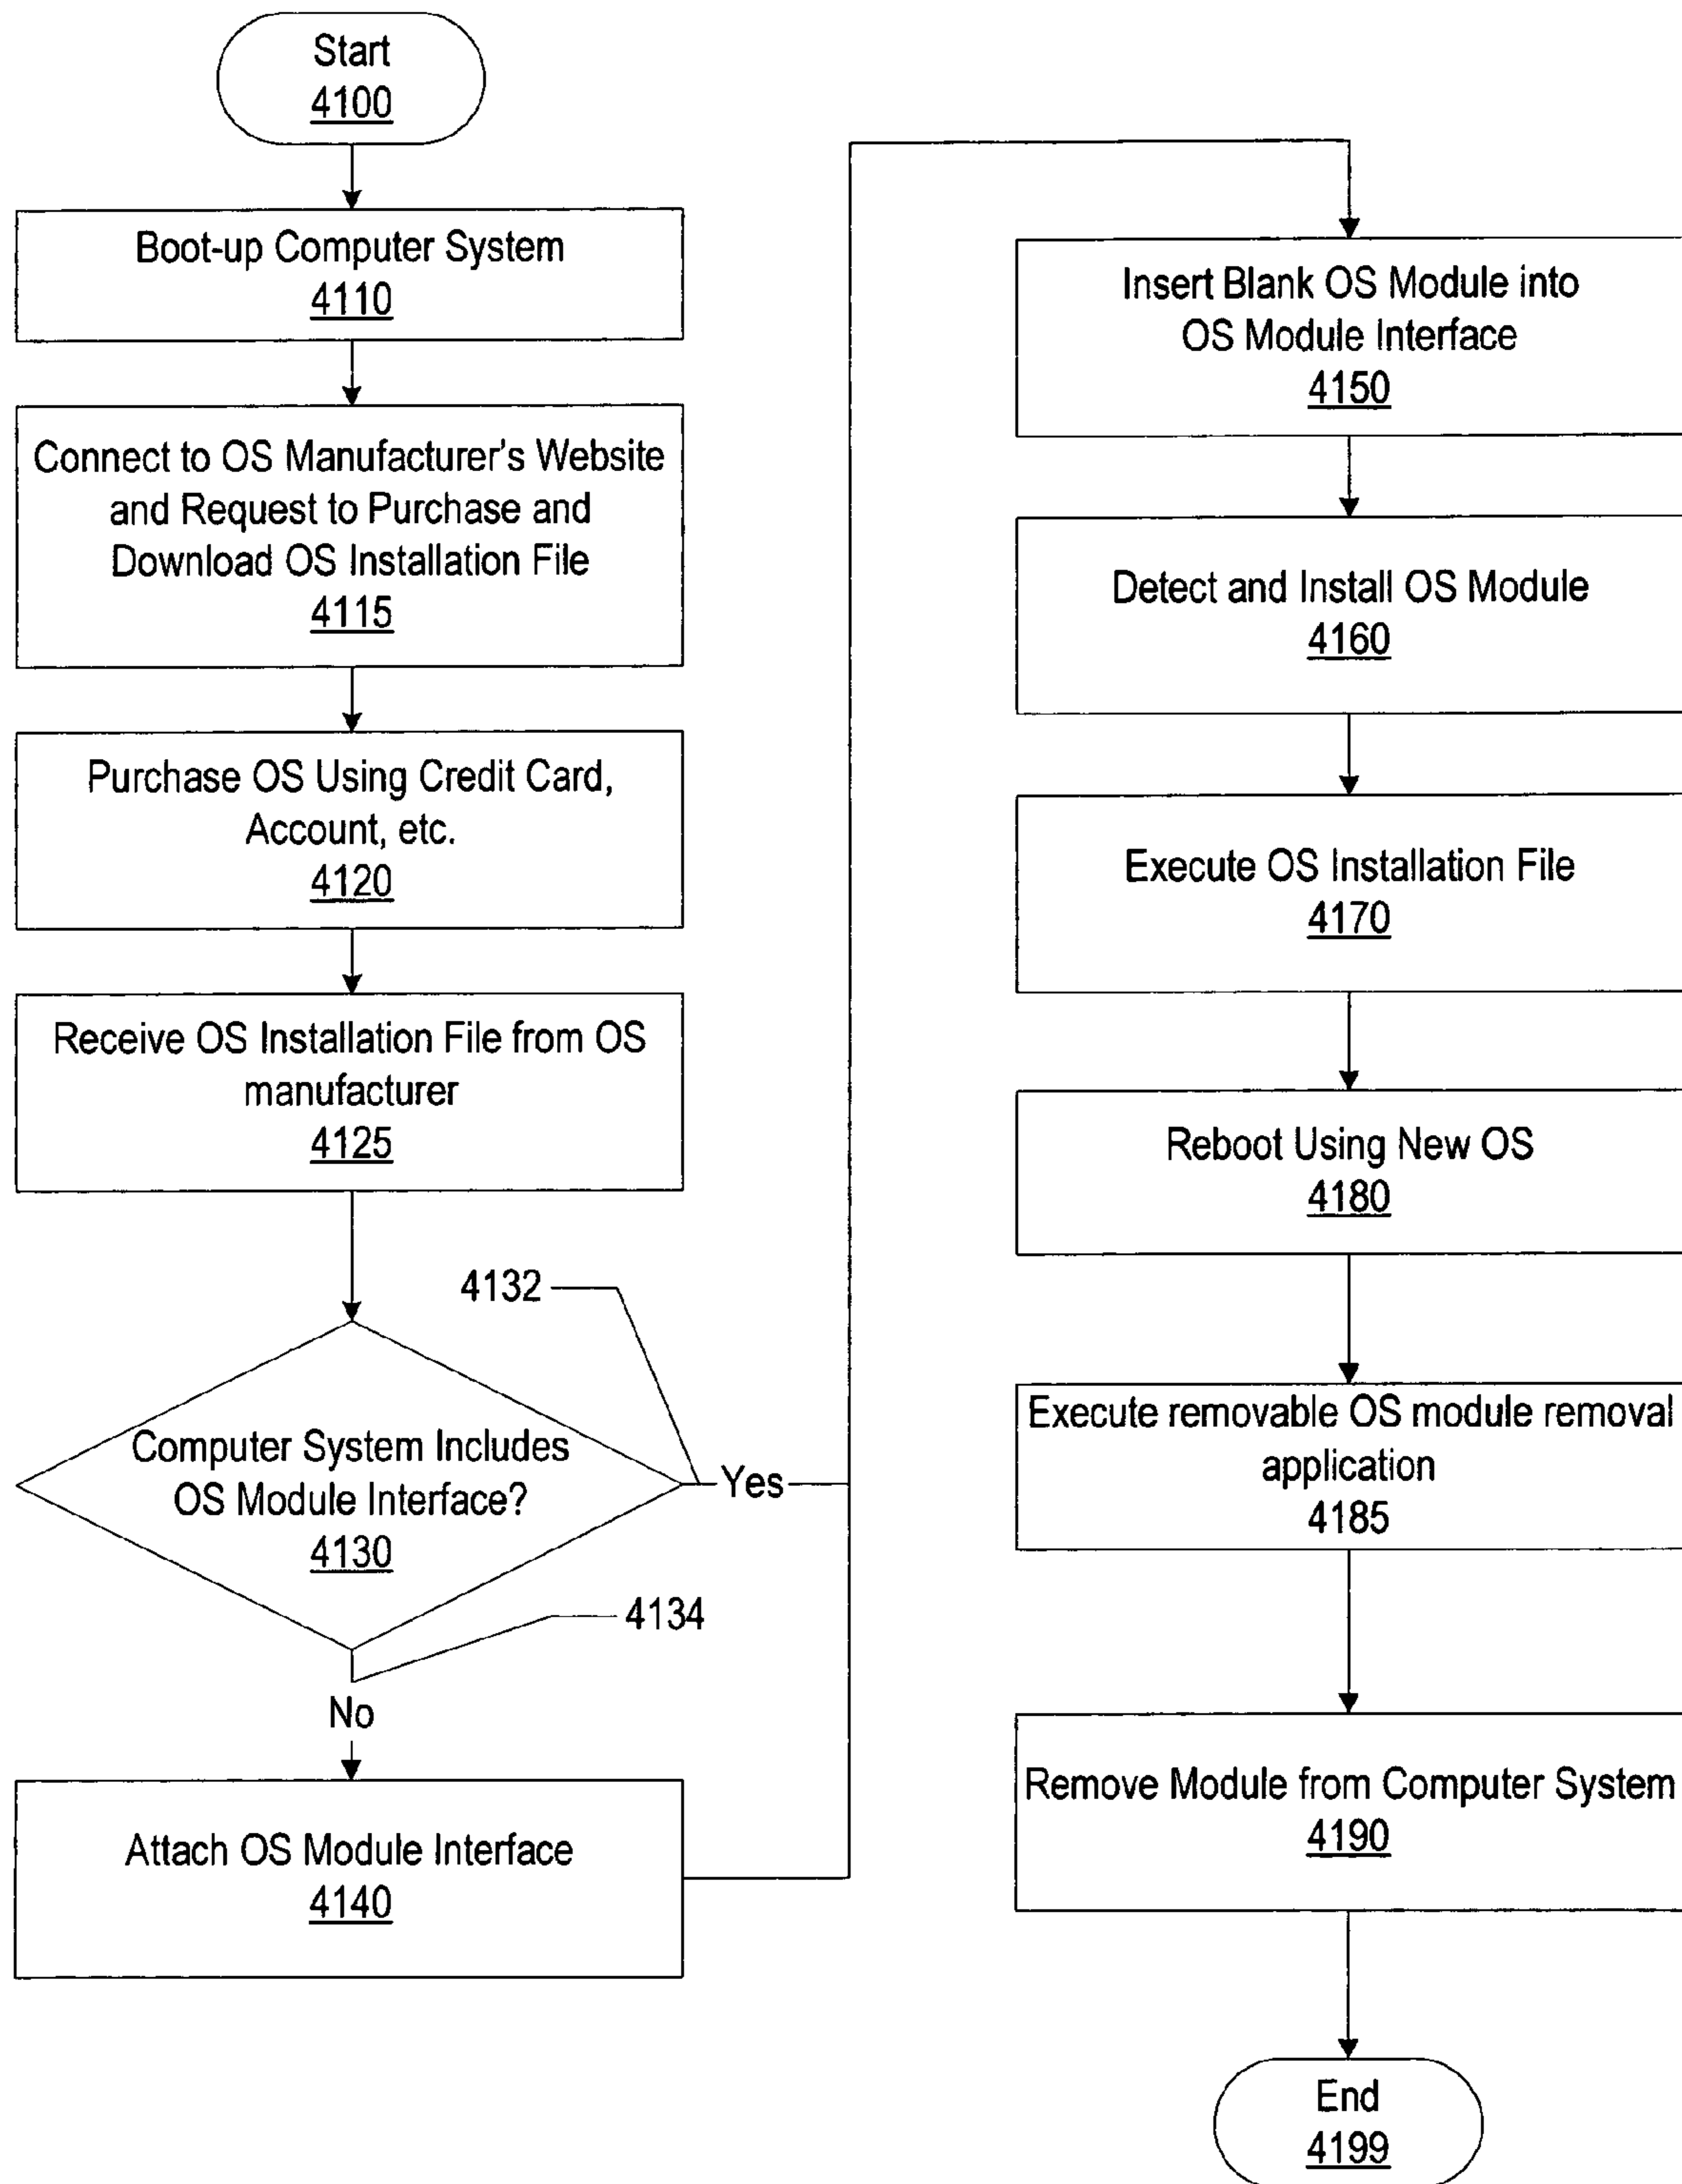 Start
4100
Boot-up Computer System
4110
Connect to OS Manufacturer's Website
and Request to Purchase and
Download OS Installation File
4115
Purchase OS Using Credit Card,
Account, etc.
4120
Receive OS Installation File from OS
manufacturer
4125
4132
Computer System Includes
OS Module Interface?
4130
Yes
4134
No
Attach OS Module Interface
4140
Insert Blank OS Module into
OS Module Interface
4150
Detect and Install OS Module
4160
Execute OS Installation File
4170
Reboot Using New OS
4180
Execute removable OS module removal
application
4185
Remove Module from Computer System
4190
End
4199